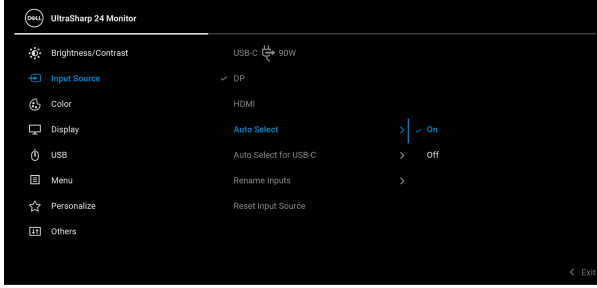 DELL UltraSharp 24 Monitor
Brightness/Contrast USB-C 90W
Input Source DP
Color HDMI
Display Auto Select On
USB Auto Select for USB-C Off
Menu Rename Inputs
Personalize Reset Input Source
Others
Exit